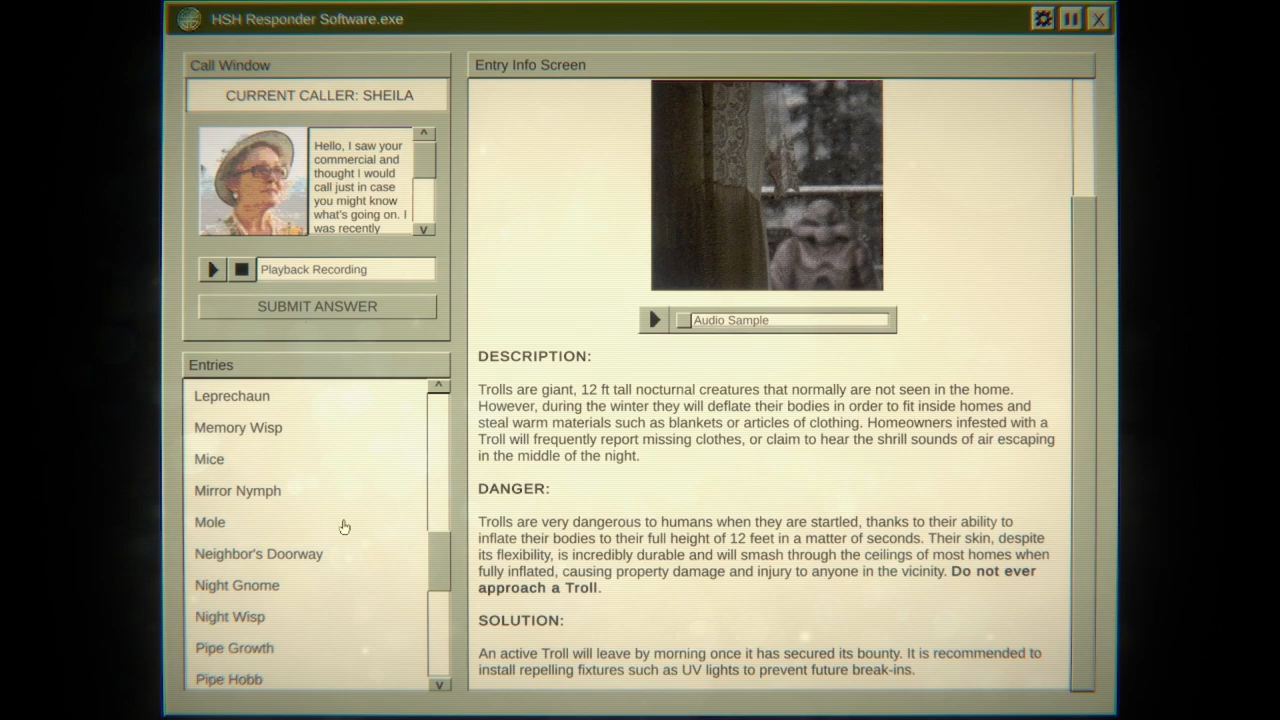 HSH Responder Software.exe
Call Window
CURRENT CALLER: SHEILA
Hello, I saw your
commercial and
thought I would
call just in case
you might know
what's going on. I
was recently
Playback Recording
SUBMIT ANSWER
Entries
Leprechaun
Memory Wisp
Mice
Mirror Nymph
Mole
Neighbor's Doorway
Night Gnome
Night Wisp
Pipe Growth
Pipe Hobb
Entry Info Screen
Audio Sample
DESCRIPTION:
Trolls are giant, 12 ft tall nocturnal creatures that normally are not seen in the home.
However, during the winter they will deflate their bodies in order to fit inside homes and
steal warm materials such as blankets or articles of clothing. Homeowners infested with a
Troll will frequently report missing clothes, or claim to hear the shrill sounds of air escaping
in the middle of the night.
DANGER:
Trolls are very dangerous to humans when they are startled, thanks to their ability to
inflate their bodies to their full height of 12 feet in a matter of seconds. Their skin, despite
its flexibility, is incredibly durable and will smash through the ceilings of most homes when
fully inflated, causing property damage and injury to anyone in the vicinity. Do not ever
approach a Troll.
SOLUTION:
An active Troll will leave by morning once it has secured its bounty. It is recommended to
install repelling fixtures such as UV lights to prevent future break-ins.